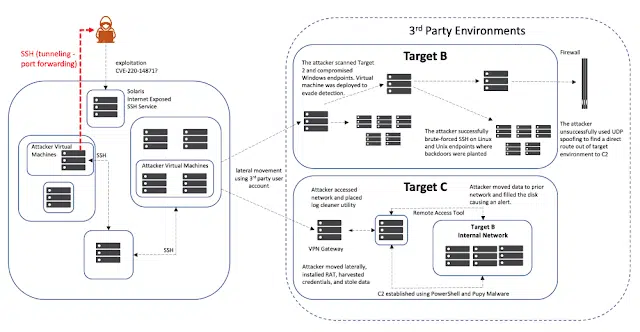 3rd Party Environments
SSH (tunneling -
port forwarding)
exploitation
CVE-220-14871?
Solaris
Internet Exposed
SSH Service
Attacker Virtual
Machines
SSH
Attacker Virtual Machines
SSH
lateral movement
using 3rd party user
account
Target B
The attacker scanned Target
2 and compromised
Windows endpoints. Virtual
machine was deployed to
evade detection.
Firewall
The attacker successfully
brute-forced SSH on Linux
and Unix endpoints where
backdoors were planted
The attacker
unsuccessfully used UDP
spoofing to find a direct
route out of target
environment to C2
Target C
Attacker accessed
network and placed
log cleaner utility
Attacker moved data to prior
network and filled the disk
causing an alert.
Remote Access Tool
VPN Gateway
Target B
Internal Network
Attacker moved laterally,
installed RAT, harvested
credentials, and stole data
C2 established using PowerShell and Pupy Malware